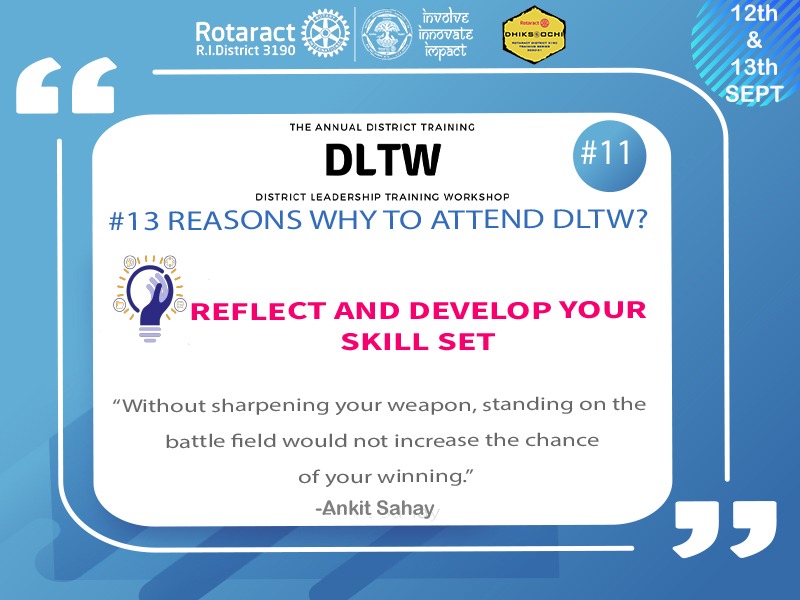 Rotaract
R.I.District 3190
involve
innovate
impact
Rotaract
DHIKSOOCHI
12th
&
13th
SEPT
THE ANNUAL DISTRICT TRAINING
DLTW
#11
DISTRICT LEADERSHIP TRAINING WORKSHOP
#13 REASONS WHY TO ATTEND DLTW?
REFLECT AND DEVELOP YOUR
SKILL SET
“Without sharpening your weapon, standing on the
battle field would not increase the chance
of your winning.”
-Ankit Sahay